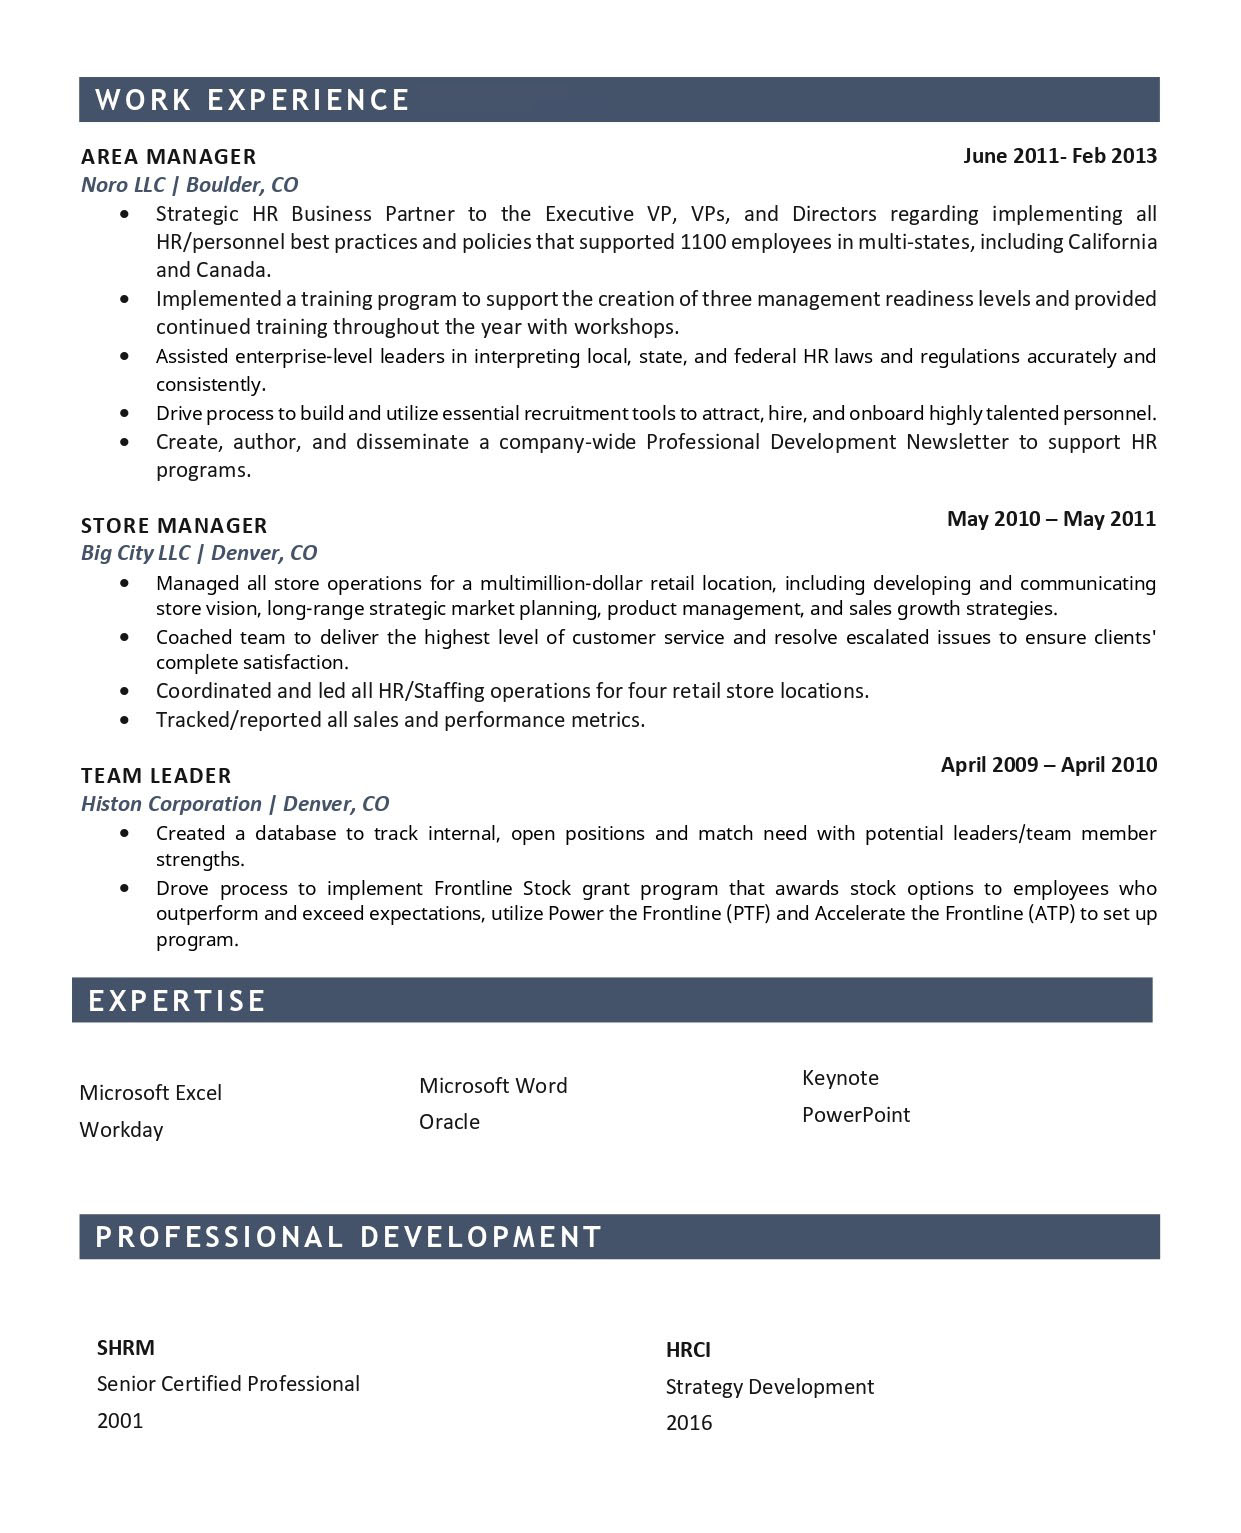 WORK EXPERIENCE
AREA MANAGER June 2011- Feb 2013
Noro LLC | Boulder, CO
• Strategic HR Business Partner to the Executive VP, VPs, and Directors regarding implementing all
HR/personnel best practices and policies that supported 1100 employees in multi-states, including California
and Canada.
• Implemented a training program to support the creation of three management readiness levels and provided
continued training throughout the year with workshops.
• Assisted enterprise-level leaders in interpreting local, state, and federal HR laws and regulations accurately and
consistently.
• Drive process to build and utilize essential recruitment tools to attract, hire, and onboard highly talented personnel.
• Create, author, and disseminate a company-wide Professional Development Newsletter to support HR
programs.
STORE MANAGER May 2010 – May 2011
Big City LLC | Denver, CO
• Managed all store operations for a multimillion-dollar retail location, including developing and communicating
store vision, long-range strategic market planning, product management, and sales growth strategies.
• Coached team to deliver the highest level of customer service and resolve escalated issues to ensure clients'
complete satisfaction.
• Coordinated and led all HR/Staffing operations for four retail store locations.
• Tracked/reported all sales and performance metrics.
TEAM LEADER April 2009 – April 2010
Histon Corporation | Denver, CO
• Created a database to track internal, open positions and match need with potential leaders/team member
strengths.
• Drove process to implement Frontline Stock grant program that awards stock options to employees who
outperform and exceed expectations, utilize Power the Frontline (PTF) and Accelerate the Frontline (ATP) to set up
program.
EXPERTISE
Microsoft Excel
Workday
Microsoft Word
Oracle
Keynote
PowerPoint
PROFESSIONAL DEVELOPMENT
SHRM
Senior Certified Professional
2001
HRCI
Strategy Development
2016